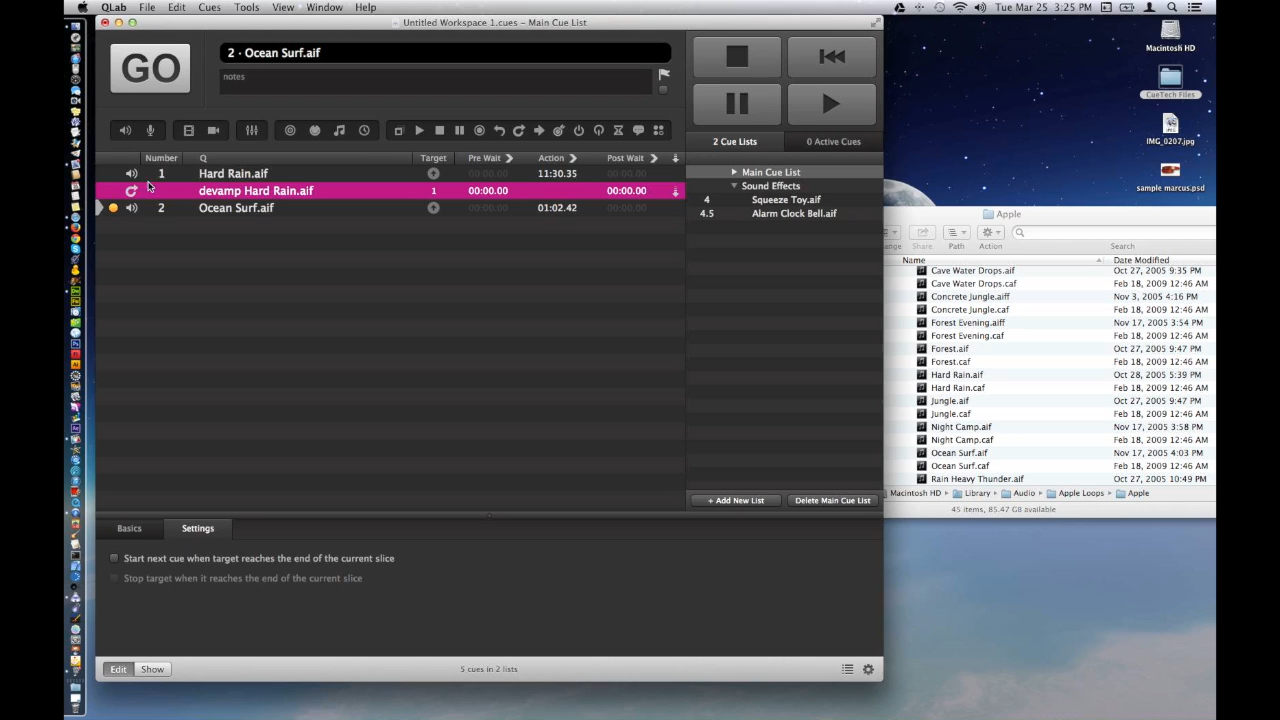 QLab File Edit Cues Tools View Window Help Tue Mar 25 3:25 PM
Untitled Workspace 1.cues - Main Cue List
GO
2 · Ocean Surf.aif
notes
2 Cue Lists 0 Active Cues
Number Q Target Pre Wait Action Post Wait
1 Hard Rain.aif 00:00.00 11:30.35 00:00.00
devamp Hard Rain.aif 1 00:00.00 00:00.00
2 Ocean Surf.aif 00:00.00 01:02.42 00:00.00
Main Cue List
Sound Effects
4 Squeeze Toy.aif
4.5 Alarm Clock Bell.aif
+ Add New List Delete Main Cue List
Basics Settings
Start next cue when target reaches the end of the current slice
Stop target when it reaches the end of the current slice
Edit Show 5 cues in 2 lists
Macintosh HD
CueTech Files
IMG_0207.jpg
sample marcus.psd
Apple
Share Path Action Search
Name Date Modified
Cave Water Drops.aif Oct 27, 2005 9:35 PM
Cave Water Drops.caf Feb 18, 2009 12:46 AM
Concrete Jungle.aiff Nov 3, 2005 4:16 PM
Concrete Jungle.caf Feb 18, 2009 12:46 AM
Forest Evening.aiff Nov 17, 2005 3:54 PM
Forest Evening.caf Feb 18, 2009 12:46 AM
Forest.aif Oct 27, 2005 9:47 PM
Forest.caf Feb 18, 2009 12:46 AM
Hard Rain.aif Oct 28, 2005 5:39 PM
Hard Rain.caf Feb 18, 2009 12:46 AM
Jungle.aif Oct 27, 2005 9:47 PM
Jungle.caf Feb 18, 2009 12:46 AM
Night Camp.aif Nov 17, 2005 3:58 PM
Night Camp.caf Feb 18, 2009 12:46 AM
Ocean Surf.aif Nov 17, 2005 4:03 PM
Ocean Surf.caf Feb 18, 2009 12:46 AM
Rain Heavy Thunder.aif Oct 27, 2005 10:49 PM
Macintosh HD Library Audio Apple Loops Apple
45 items, 85.47 GB available